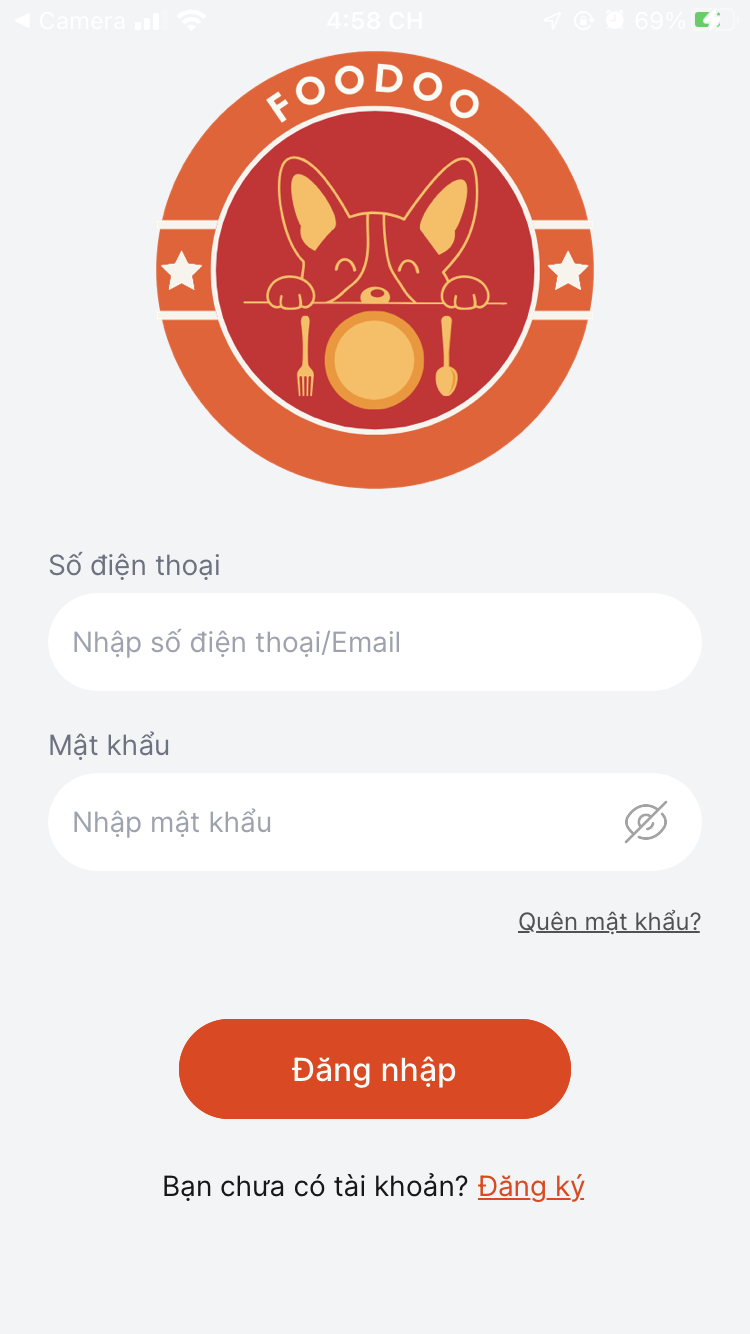 Camera 4:58 CH 69%
FOODOO
Số điện thoại
Nhập số điện thoại/Email
Mật khẩu
Nhập mật khẩu
Quên mật khẩu?
Đăng nhập
Bạn chưa có tài khoản? Đăng ký